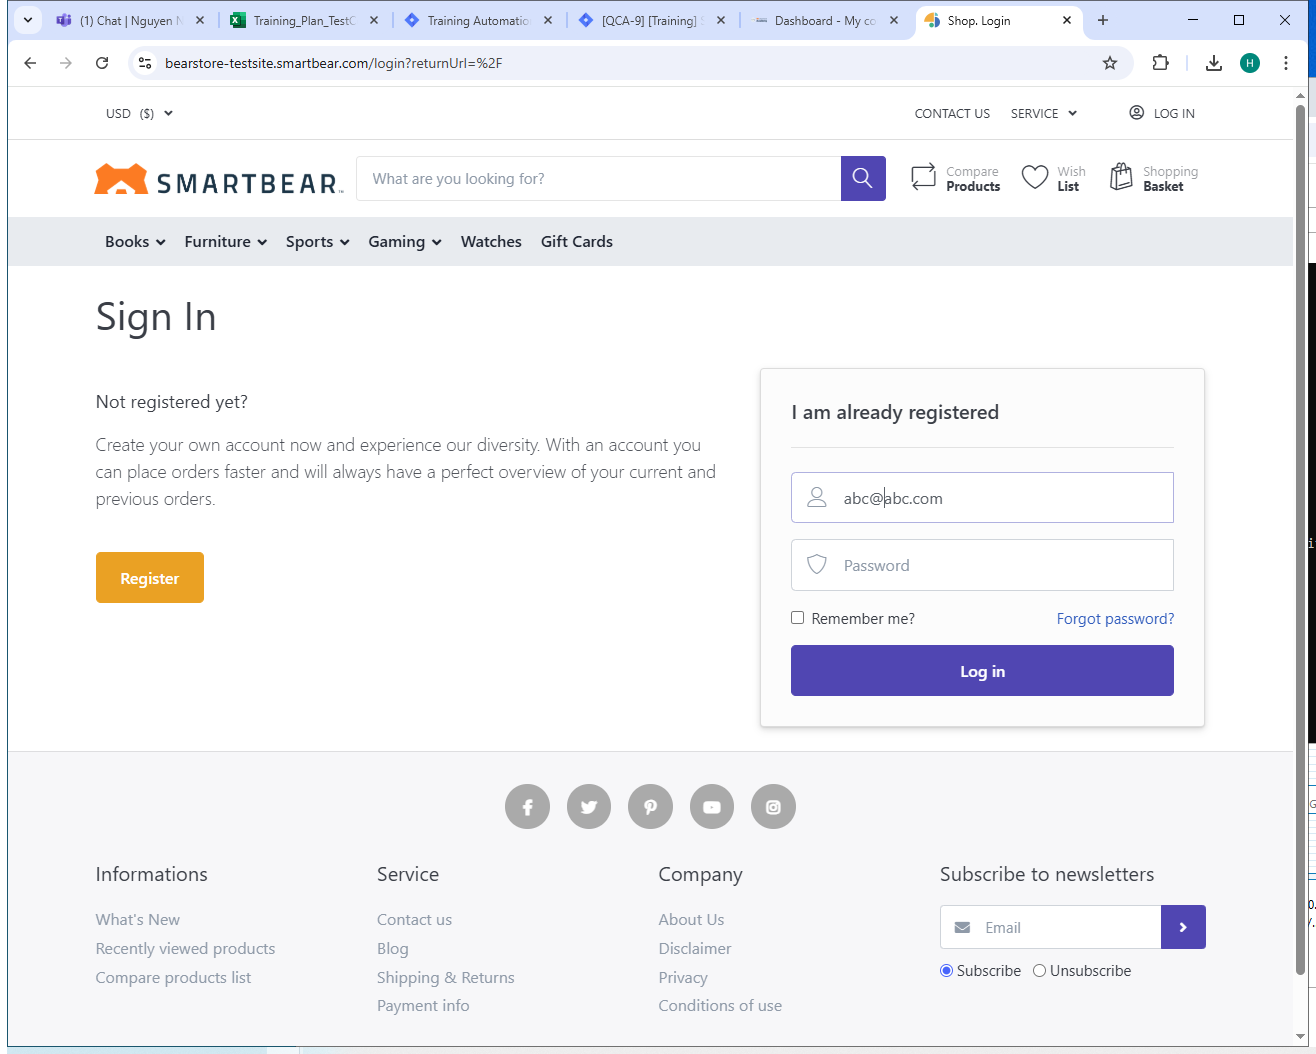 (1) Chat | Nguyen N
Training_Plan_TestC
Training Automatio
[QCA-9] [Training] S
Dashboard - My co
Shop. Login
bearstore-testsite.smartbear.com/login?returnUrl=%2F
H
USD ($)
CONTACT US
SERVICE
LOG IN
SMARTBEAR™
What are you looking for?
Compare
Products
Wish
List
Shopping
Basket
Books
Furniture
Sports
Gaming
Watches
Gift Cards
Sign In
Not registered yet?
Create your own account now and experience our diversity. With an account you
can place orders faster and will always have a perfect overview of your current and
previous orders.
Register
I am already registered
abc@abc.com
Password
Remember me?
Forgot password?
Log in
Informations
What's New
Recently viewed products
Compare products list
Service
Contact us
Blog
Shipping & Returns
Payment info
Company
About Us
Disclaimer
Privacy
Conditions of use
Subscribe to newsletters
Email
Subscribe
Unsubscribe